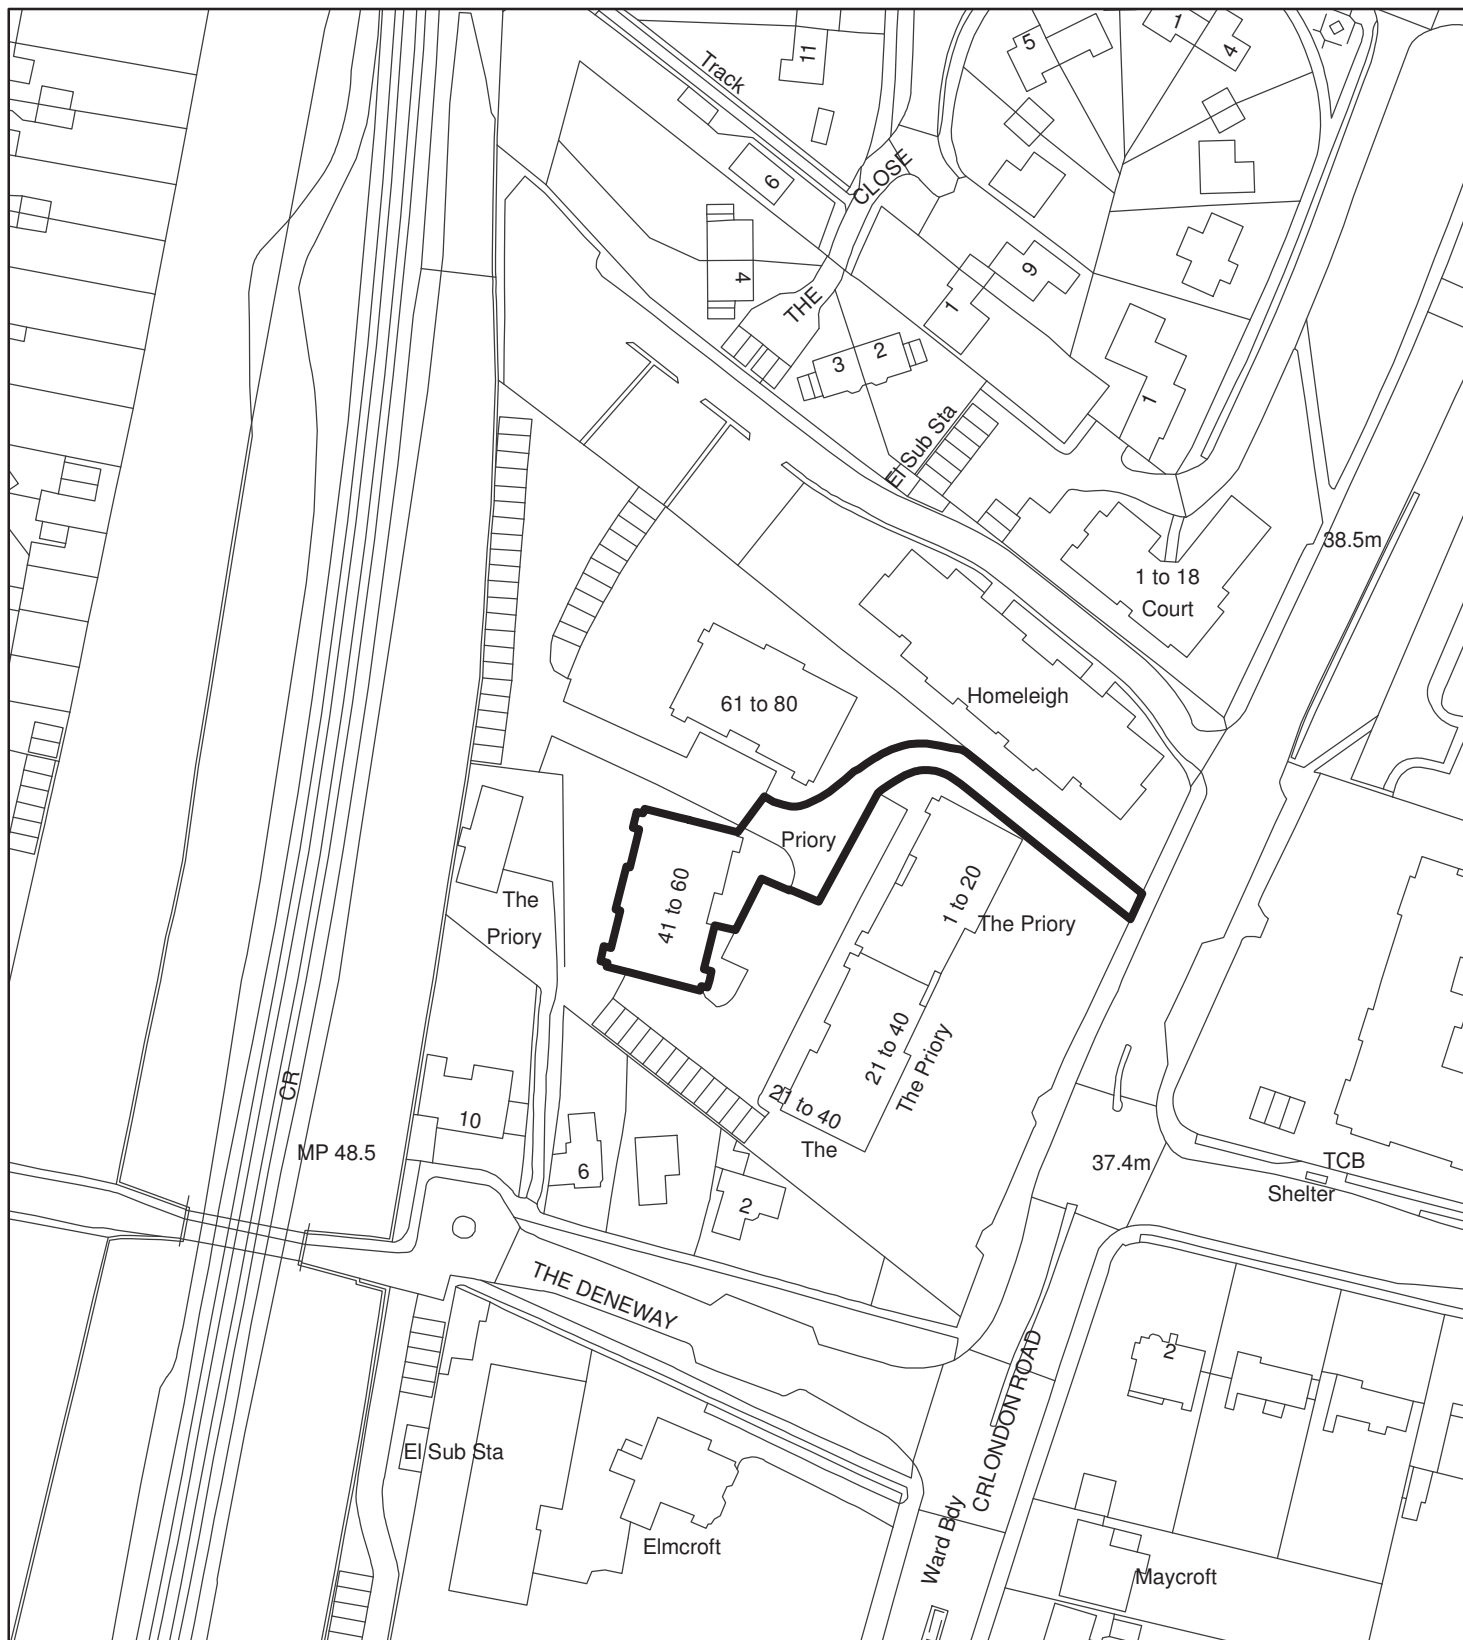 11
5
1
4
Track
6
CLOSE
4
THE
9
1
3
2
1
El Sub Sta
38.5m
1 to 18
Court
61 to 80
Homeleigh
Priory
41 to 60
1 to 20
The
Priory
The Priory
21 to 40
The Priory
21 to 40
The
CR
MP 48.5
10
6
2
37.4m
TCB
Shelter
THE DENEWAY
2
CRLONDON ROAD
El Sub Sta
Elmcroft
Ward Bdy
Maycroft